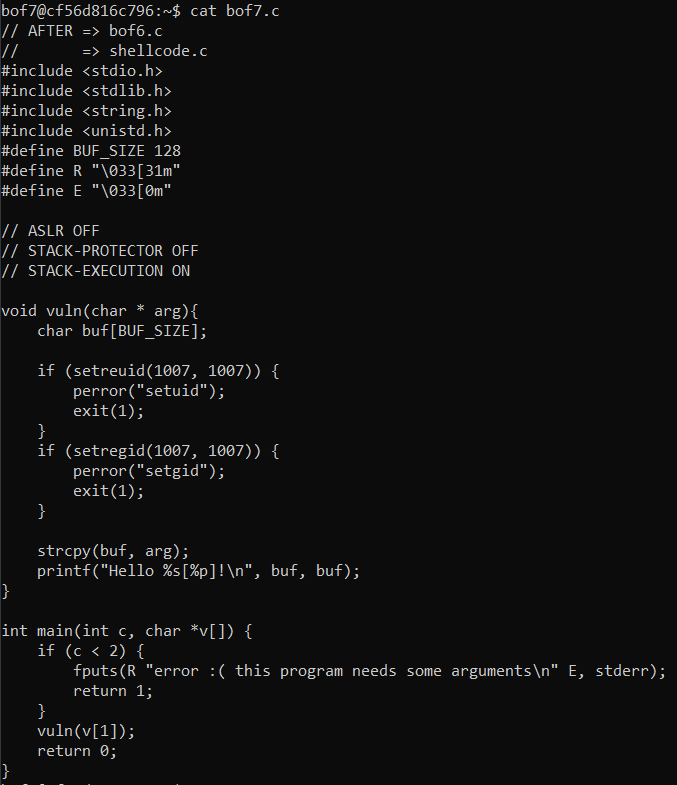 bof7@cf56d816c796:~$ cat bof7.c
// AFTER => bof6.c
//       => shellcode.c
#include <stdio.h>
#include <stdlib.h>
#include <string.h>
#include <unistd.h>
#define BUF_SIZE 128
#define R "\033[31m"
#define E "\033[0m"

// ASLR OFF
// STACK-PROTECTOR OFF
// STACK-EXECUTION ON

void vuln(char * arg){
    char buf[BUF_SIZE];

    if (setreuid(1007, 1007)) {
        perror("setuid");
        exit(1);
    }
    if (setregid(1007, 1007)) {
        perror("setgid");
        exit(1);
    }

    strcpy(buf, arg);
    printf("Hello %s[%p]!\n", buf, buf);
}

int main(int c, char *v[]) {
    if (c < 2) {
        fputs(R "error :( this program needs some arguments\n" E, stderr);
        return 1;
    }
    vuln(v[1]);
    return 0;
}